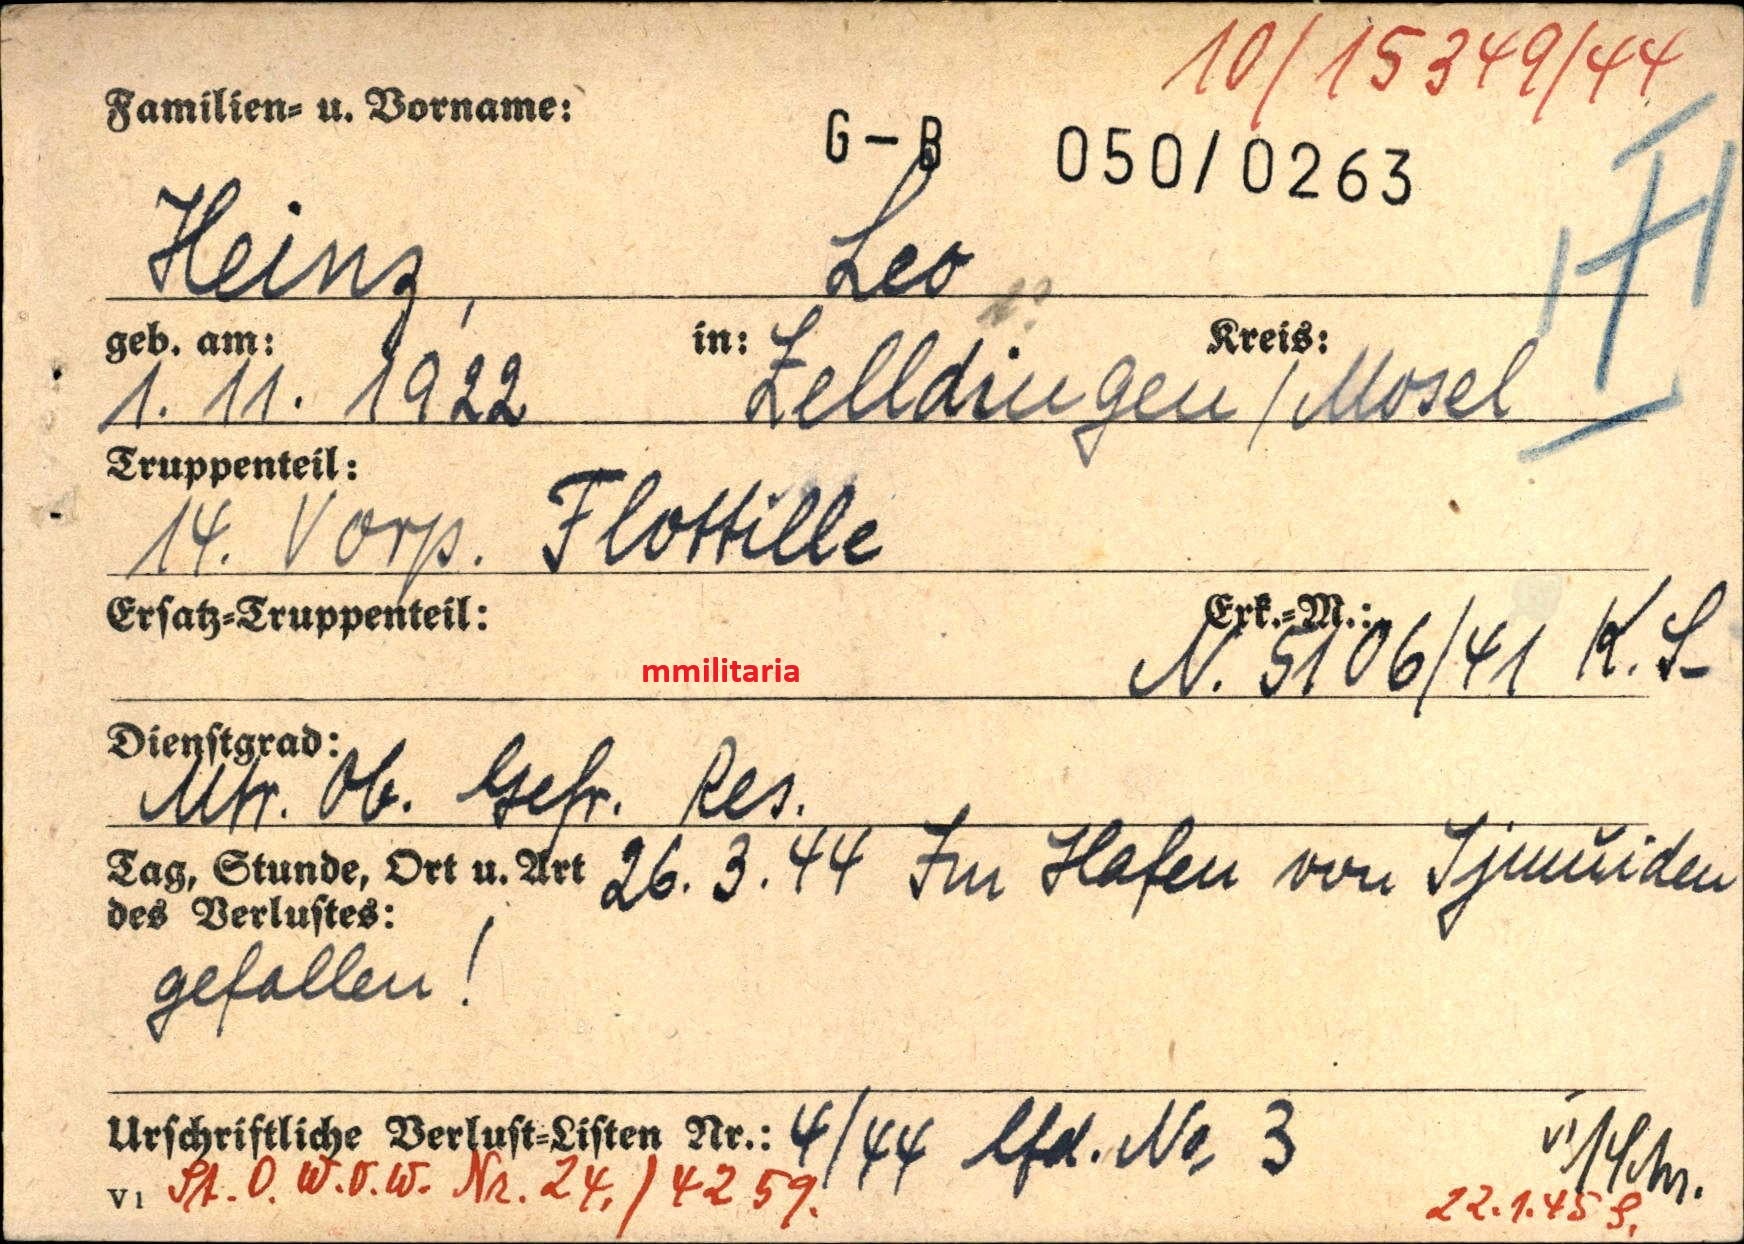 10/15349/44
Familien= u. Vorname:
G-B 050/0263
Heinz, Leo
geb. am: in: Kreis:
1. 11. 1922 Zelldingen / Mosel
Truppenteil:
14. Vorp. Flottille
Ersatz=Truppenteil: Erk.=M.:
N. 5106/41 K. S
mmilitaria
Dienstgrad:
Mtr. Ob. Gefr. Res.
Tag, Stunde, Ort u. Art 26. 3. 44 Im Hafen von Ijmuiden
des Verlustes:
gefallen!
Urschriftliche Verlust=Listen Nr.: 4/44 lfd. No. 3
V1 St. O. W.V.W. Nr. 24./4259.
22.1.45 S.